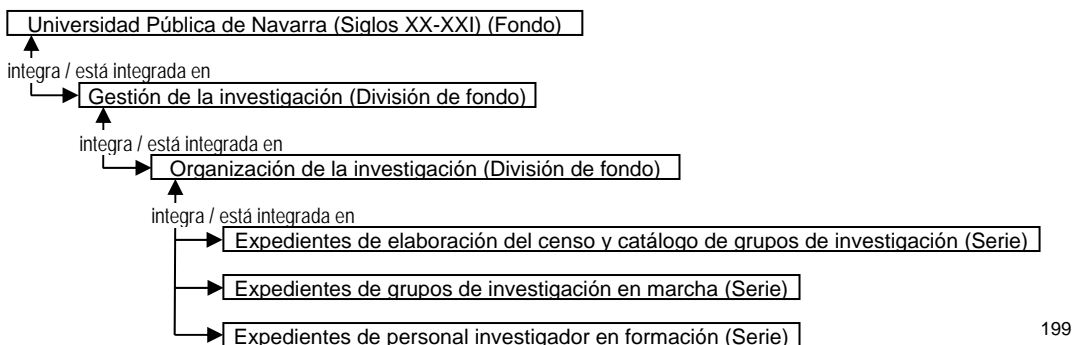 Universidad Pública de Navarra (Siglos XX-XXI) (Fondo)
integra / está integrada en
Gestión de la investigación (División de fondo)
integra / está integrada en
Organización de la investigación (División de fondo)
integra / está integrada en
Expedientes de elaboración del censo y catálogo de grupos de investigación (Serie)
Expedientes de grupos de investigación en marcha (Serie)
Expedientes de personal investigador en formación (Serie)
199